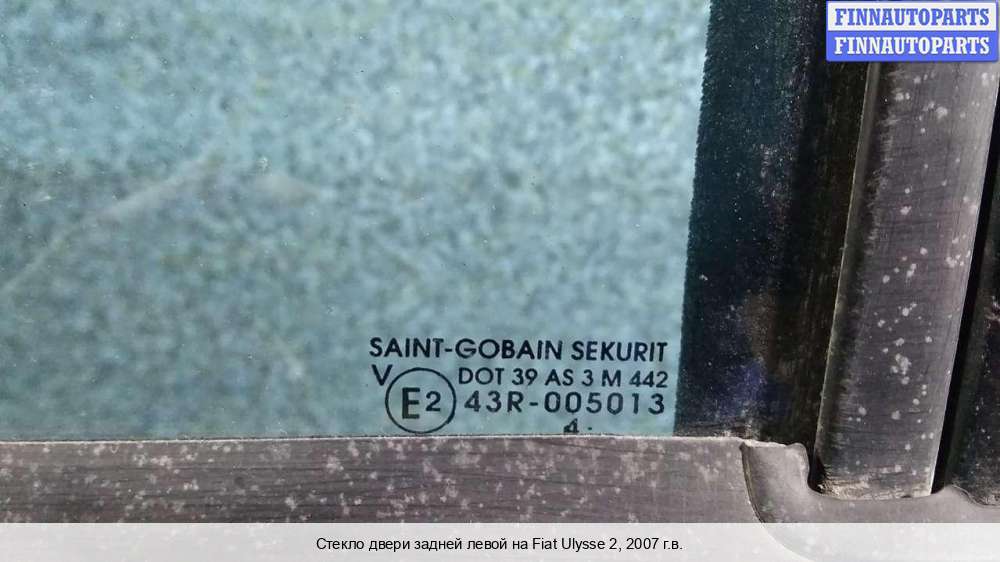 FINNAUTOPARTS
FINNAUTOPARTS
SAINT-GOBAIN SEKURIT
V DOT 39 AS 3 M 442
E2 43R-005013
4.
Стекло двери задней левой на Fiat Ulysse 2, 2007 г.в.